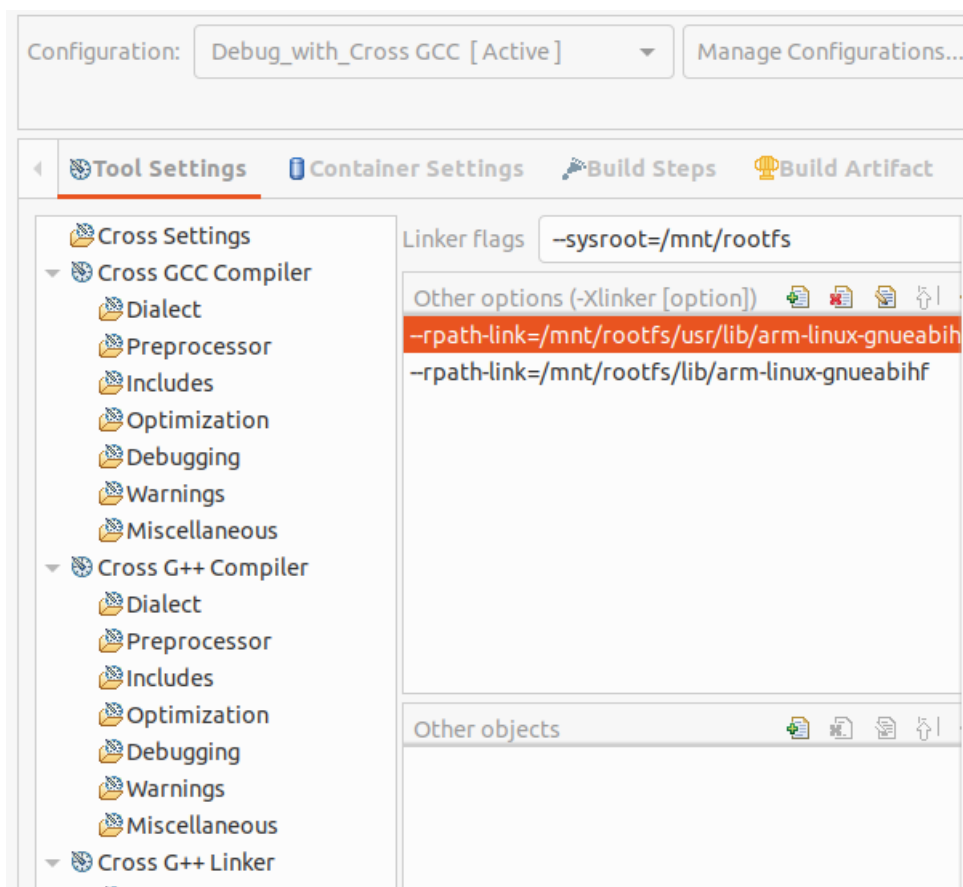 Configuration: Debug_with_Cross GCC [ Active ] Manage Configurations...
Tool Settings Container Settings Build Steps Build Artifact
Cross Settings
Cross GCC Compiler
Dialect
Preprocessor
Includes
Optimization
Debugging
Warnings
Miscellaneous
Cross G++ Compiler
Dialect
Preprocessor
Includes
Optimization
Debugging
Warnings
Miscellaneous
Cross G++ Linker
Linker flags --sysroot=/mnt/rootfs
Other options (-Xlinker [option])
--rpath-link=/mnt/rootfs/usr/lib/arm-linux-gnueabih
--rpath-link=/mnt/rootfs/lib/arm-linux-gnueabihf
Other objects